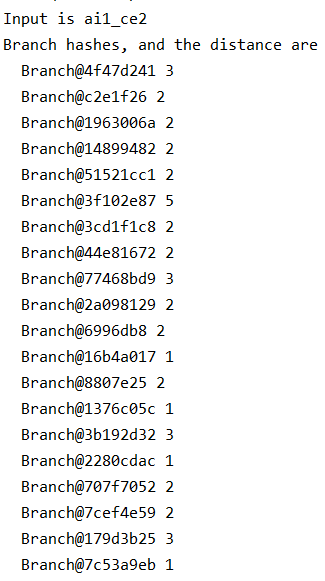 Input is ai1_ce2
Branch hashes, and the distance are
Branch@4f47d241 3
Branch@c2e1f26 2
Branch@1963006a 2
Branch@14899482 2
Branch@51521cc1 2
Branch@3f102e87 5
Branch@3cd1f1c8 2
Branch@44e81672 2
Branch@77468bd9 3
Branch@2a098129 2
Branch@6996db8 2
Branch@16b4a017 1
Branch@8807e25 2
Branch@1376c05c 1
Branch@3b192d32 3
Branch@2280cdac 1
Branch@707f7052 2
Branch@7cef4e59 2
Branch@179d3b25 3
Branch@7c53a9eb 1